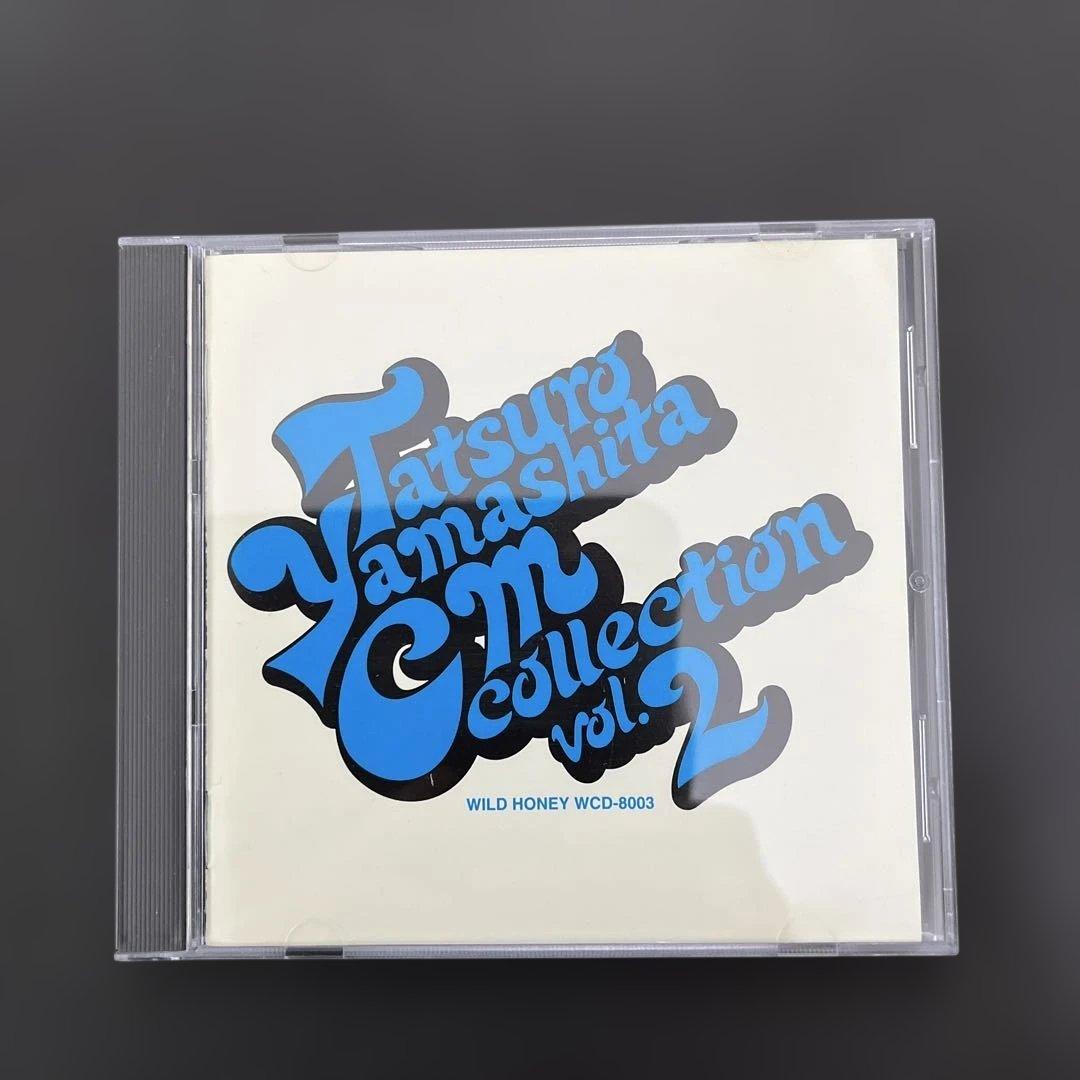 Tatsuro
Yamashita
CM
collection
vol. 2
WILD HONEY WCD-8003